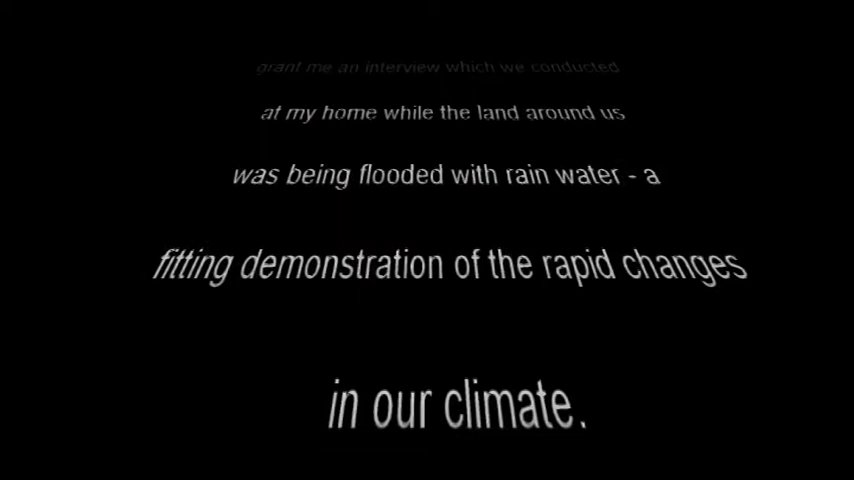 grant me an interview which we conducted
at my home while the land around us
was being flooded with rain water - a
fitting demonstration of the rapid changes
in our climate.